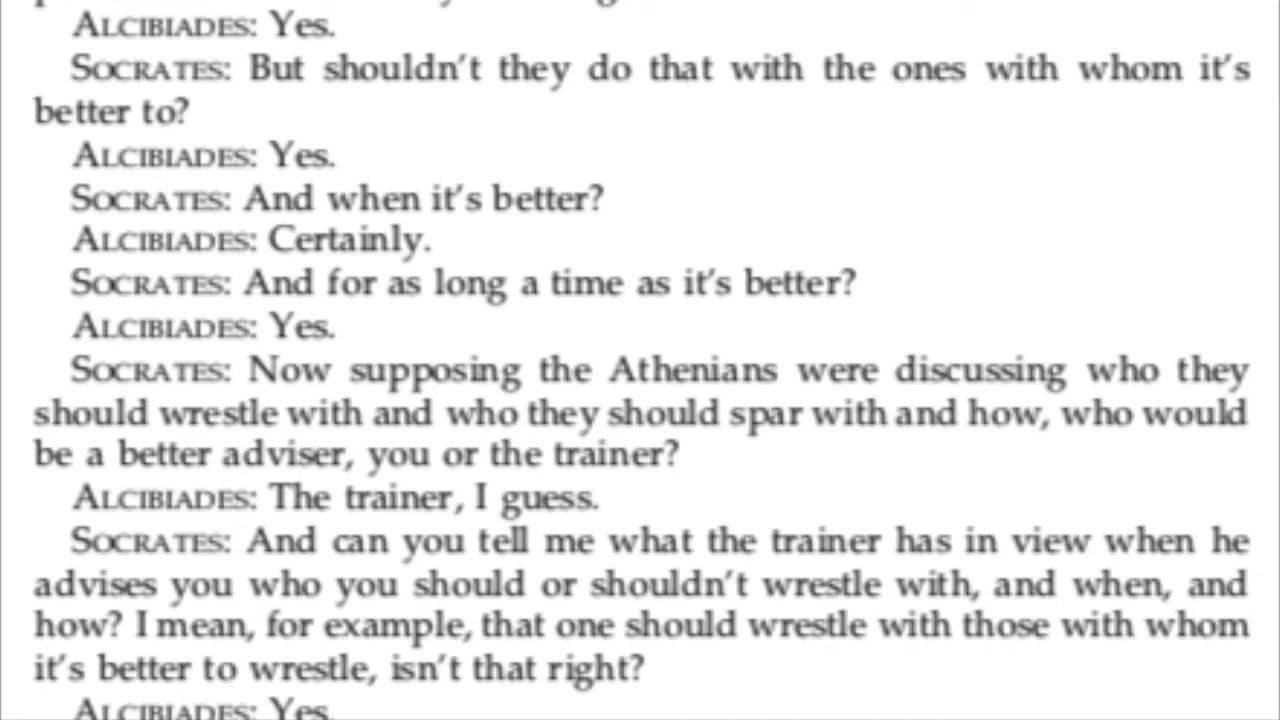 ALCIBIADES: Yes.
SOCRATES: But shouldn't they do that with the ones with whom it's
better to?
ALCIBIADES: Yes.
SOCRATES: And when it's better?
ALCIBIADES: Certainly.
SOCRATES: And for as long a time as it's better?
ALCIBIADES: Yes.
SOCRATES: Now supposing the Athenians were discussing who they
should wrestle with and who they should spar with and how, who would
be a better adviser, you or the trainer?
ALCIBIADES: The trainer, I guess.
SOCRATES: And can you tell me what the trainer has in view when he
advises you who you should or shouldn't wrestle with, and when, and
how? I mean, for example, that one should wrestle with those with whom
it's better to wrestle, isn't that right?
ALCIBIADES: Yes.